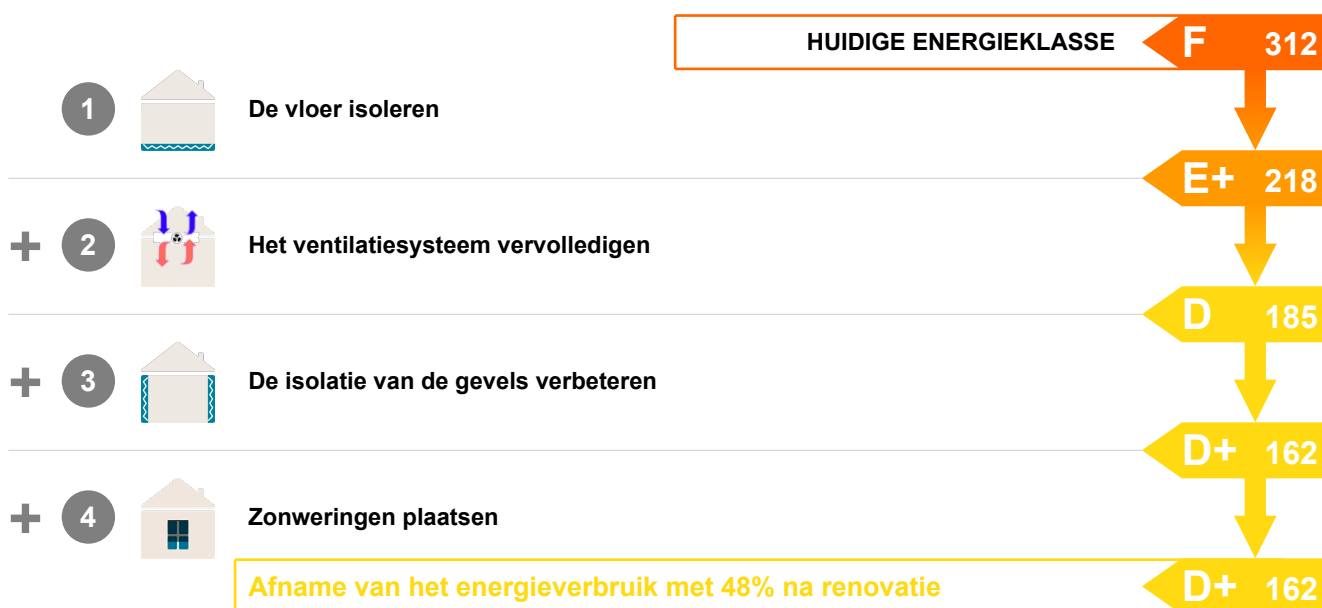 HUIDIGE ENERGIEKLASSE F 312
1 De vloer isoleren
E+ 218
+ 2 Het ventilatiesysteem vervolledigen
D 185
+ 3 De isolatie van de gevels verbeteren
D+ 162
+ 4 Zonweringen plaatsen
Afname van het energieverbruik met 48% na renovatie D+ 162